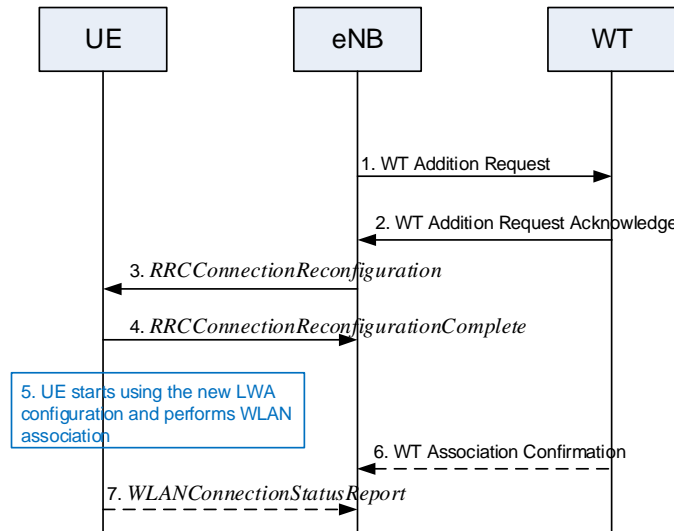 UE
eNB
WT
1. WT Addition Request
2. WT Addition Request Acknowledge
3. RRCConnectionReconfiguration
4. RRCConnectionReconfigurationComplete
5. UE starts using the new LWA
configuration and performs WLAN
association
6. WT Association Confirmation
7. WLANConnectionStatusReport